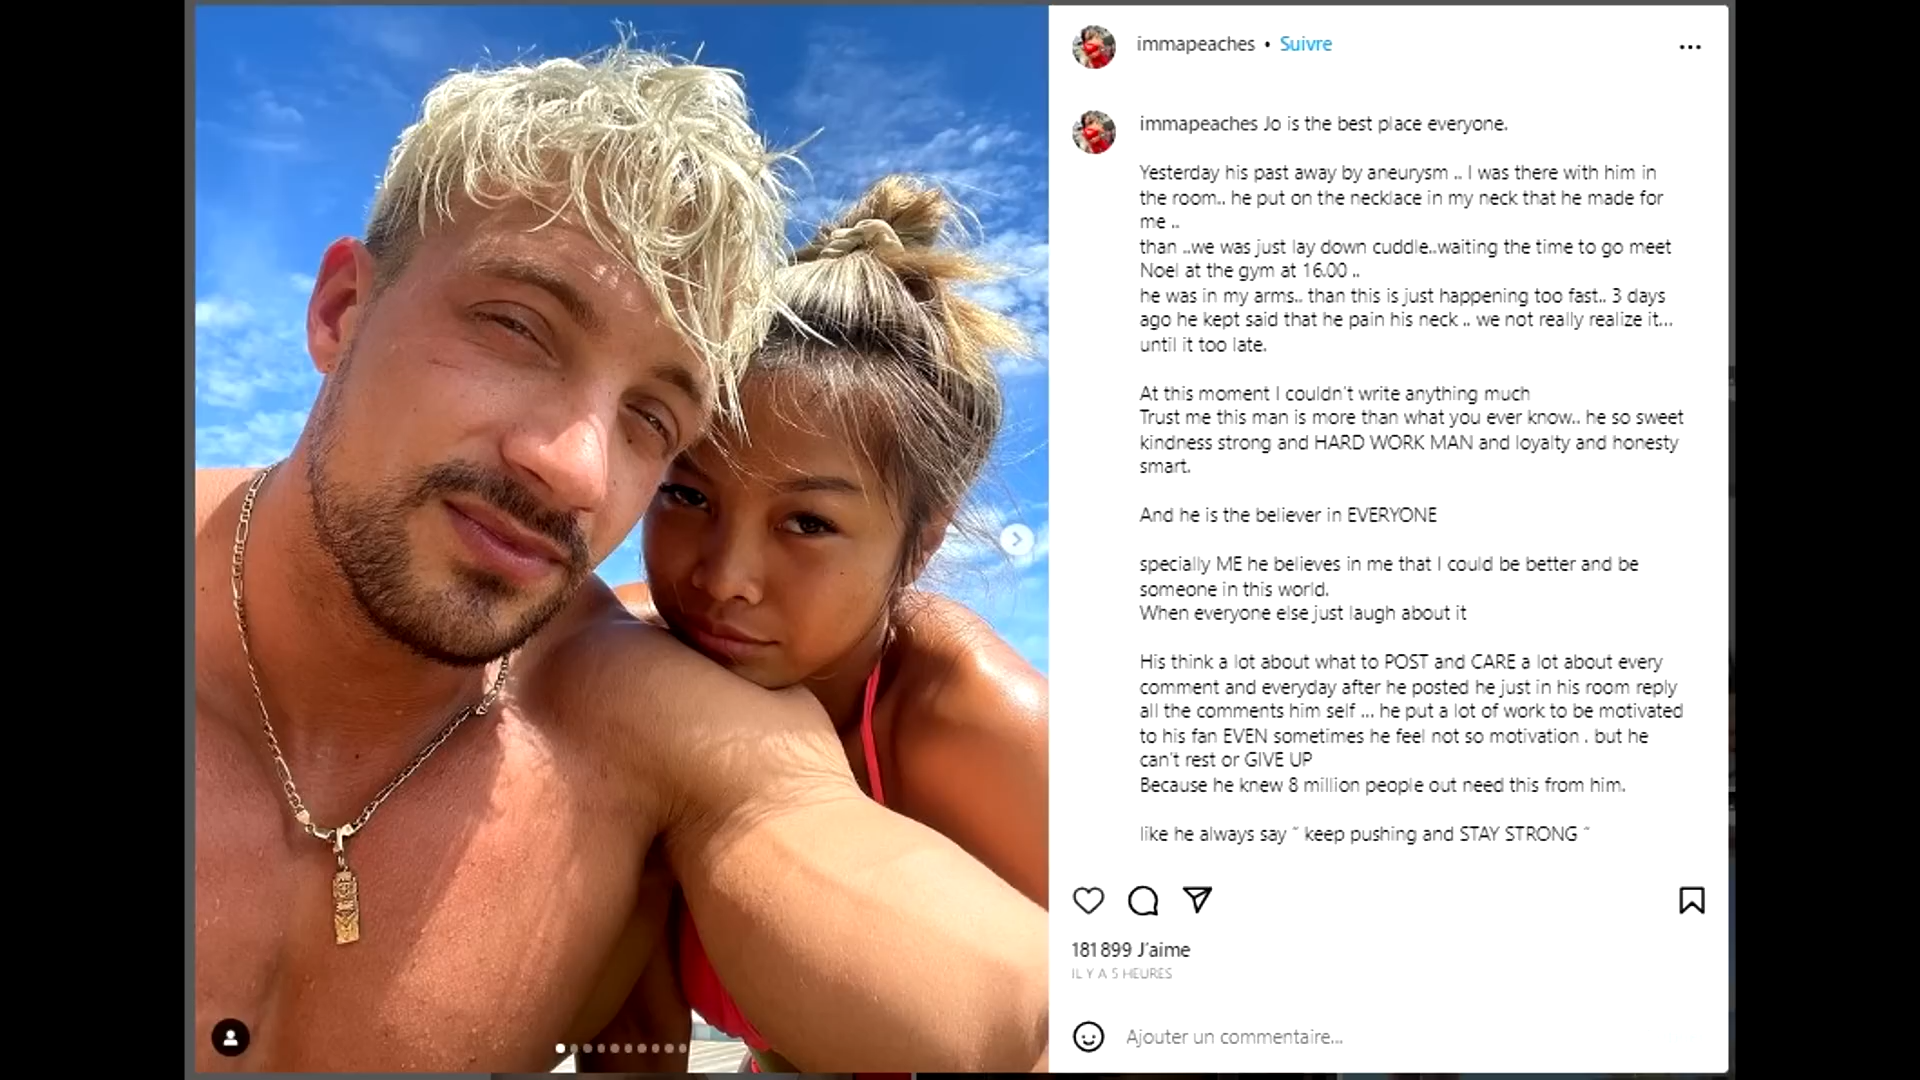 immapeaches • Suivre
immapeaches Jo is the best place everyone.
Yesterday his past away by aneurysm .. I was there with him in
the room.. he put on the necklace in my neck that he made for
me ..
than ..we was just lay down cuddle..waiting the time to go meet
Noel at the gym at 16.00 ..
he was in my arms.. than this is just happening too fast.. 3 days
ago he kept said that he pain his neck .. we not really realize it...
until it too late.
At this moment I couldn't write anything much
Trust me this man is more than what you ever know.. he so sweet
kindness strong and HARD WORK MAN and loyalty and honesty
smart.
And he is the believer in EVERYONE
specially ME he believes in me that I could be better and be
someone in this world.
When everyone else just laugh about it
His think a lot about what to POST and CARE a lot about every
comment and everyday after he posted he just in his room reply
all the comments him self ... he put a lot of work to be motivated
to his fan EVEN sometimes he feel not so motivation . but he
can't rest or GIVE UP
Because he knew 8 million people out need this from him.
like he always say " keep pushing and STAY STRONG "
181 899 J'aime
IL Y A 5 HEURES
Ajouter un commentaire...